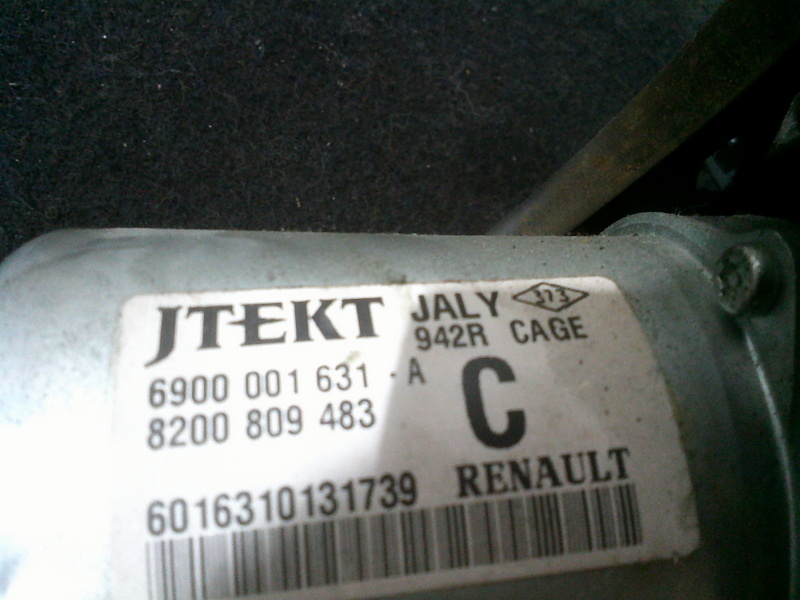 JTEKT JALY 373
942R CAGE
6900 001 631 - A
8200 809 483
C
RENAULT
6016310131739